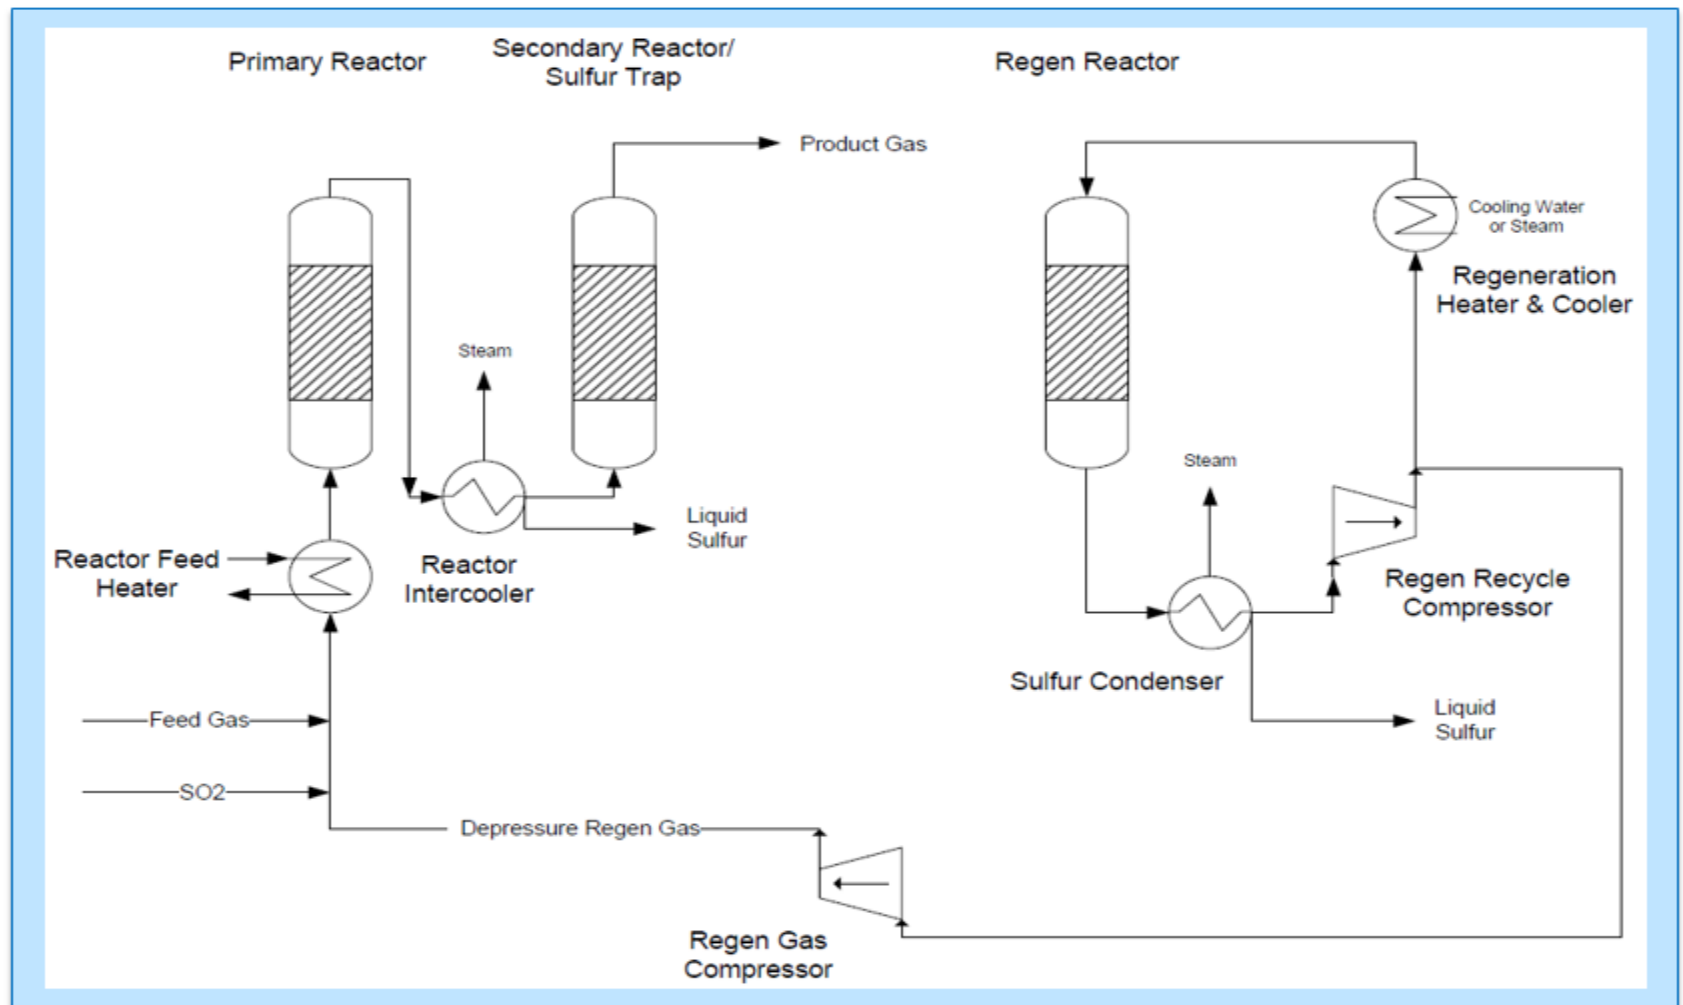 Primary Reactor
Secondary Reactor/
Sulfur Trap
Regen Reactor
Product Gas
Cooling Water
or Steam
Regeneration
Heater & Cooler
Steam
Steam
Liquid
Sulfur
Reactor Feed
Heater
Reactor
Intercooler
Regen Recycle
Compressor
Sulfur Condenser
Liquid
Sulfur
Feed Gas
SO2
Depressure Regen Gas
Regen Gas
Compressor